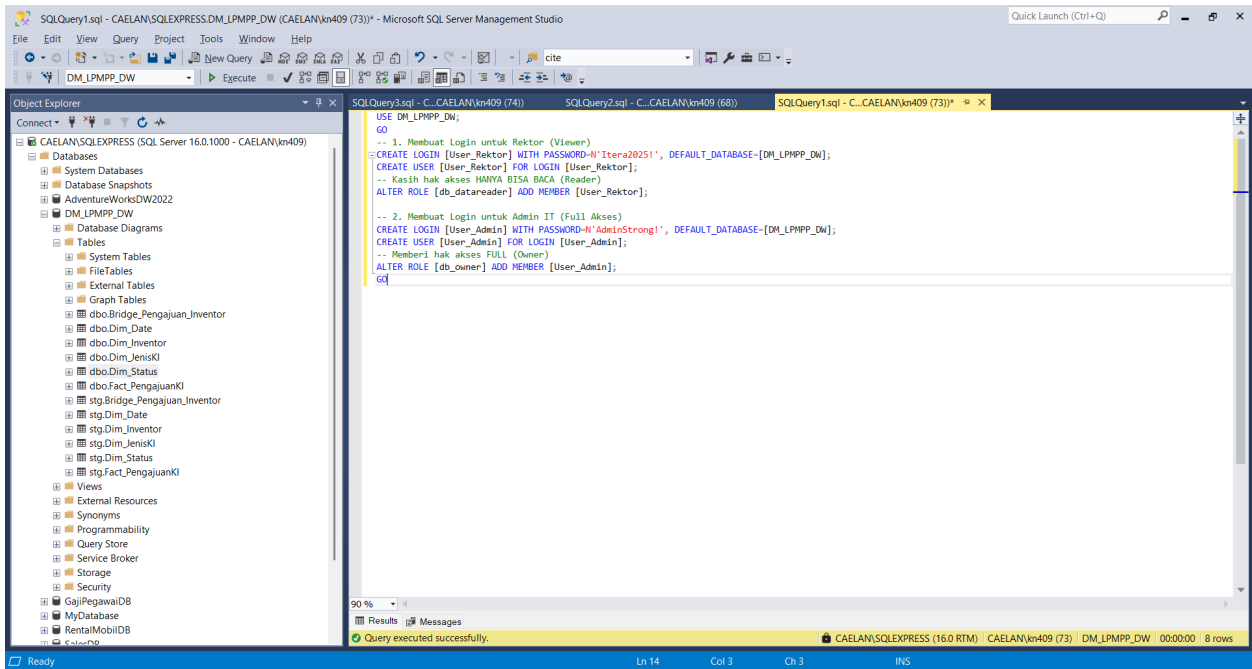 SQLQuery1.sql - CAELAN\SQLEXPRESS.DM_LPMPP_DW (CAELAN\kn409 (73))* - Microsoft SQL Server Management Studio
Quick Launch (Ctrl+Q)
File Edit View Query Project Tools Window Help
New Query
cite
DM_LPMPP_DW
Execute
Object Explorer
SQLQuery3.sql - C...CAELAN\kn409 (74))
SQLQuery2.sql - C...CAELAN\kn409 (68))
SQLQuery1.sql - C...CAELAN\kn409 (73))*
Connect
CAELAN\SQLEXPRESS (SQL Server 16.0.1000 - CAELAN\kn409)
Databases
System Databases
Database Snapshots
AdventureWorksDW2022
DM_LPMPP_DW
Database Diagrams
Tables
System Tables
FileTables
External Tables
Graph Tables
dbo.Bridge_Pengajuan_Inventor
dbo.Dim_Date
dbo.Dim_Inventor
dbo.Dim_JenisKI
dbo.Dim_Status
dbo.Fact_PengajuanKI
stg.Bridge_Pengajuan_Inventor
stg.Dim_Date
stg.Dim_Inventor
stg.Dim_JenisKI
stg.Dim_Status
stg.Fact_PengajuanKI
Views
External Resources
Synonyms
Programmability
Query Store
Service Broker
Storage
Security
GajiPegawaiDB
MyDatabase
RentalMobilDB
SalesDB
USE DM_LPMPP_DW;
GO
-- 1. Membuat Login untuk Rektor (Viewer)
CREATE LOGIN [User_Rektor] WITH PASSWORD=N'Itera2025!', DEFAULT_DATABASE=[DM_LPMPP_DW];
CREATE USER [User_Rektor] FOR LOGIN [User_Rektor];
-- Kasih hak akses HANYA BISA BACA (Reader)
ALTER ROLE [db_datareader] ADD MEMBER [User_Rektor];
-- 2. Membuat Login untuk Admin IT (Full Akses)
CREATE LOGIN [User_Admin] WITH PASSWORD=N'AdminStrong!', DEFAULT_DATABASE=[DM_LPMPP_DW];
CREATE USER [User_Admin] FOR LOGIN [User_Admin];
-- Memberi hak akses FULL (Owner)
ALTER ROLE [db_owner] ADD MEMBER [User_Admin];
GO
90 %
Results Messages
Query executed successfully.
CAELAN\SQLEXPRESS (16.0 RTM) CAELAN\kn409 (73) DM_LPMPP_DW 00:00:00 8 rows
Ready Ln 14 Col 3 Ch 3 INS